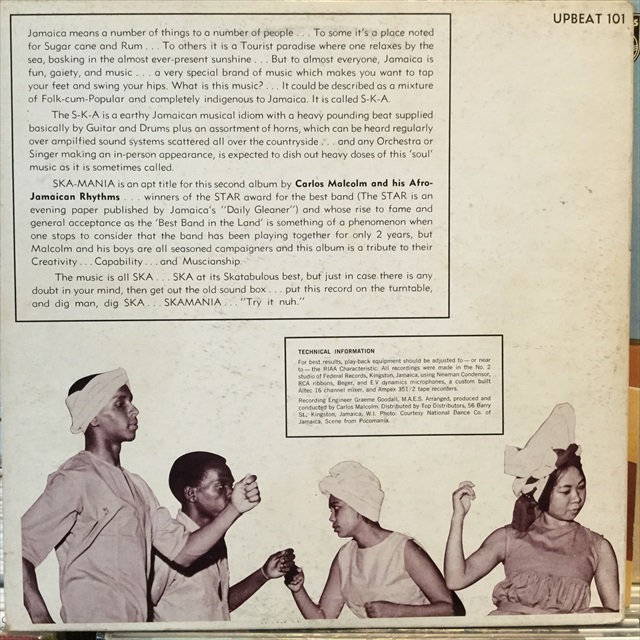 UPBEAT 101
Jamaica means a number of things to a number of people . . . To some it's a place noted
for Sugar cane and Rum . . . To others it is a Tourist paradise where one relaxes by the
sea, basking in the almost ever-present sunshine . . . But to almost everyone, Jamaica is
fun, gaiety, and music . . . a very special brand of music which makes you want to tap
your feet and swing your hips. What is this music? . . . It could be described as a mixture
of Folk-cum-Popular and completely indigenous to Jamaica. It is called S-K-A.
The S-K-A is a earthy Jamaican musical idiom with a heavy pounding beat supplied
basically by Guitar and Drums plus an assortment of horns, which can be heard regularly
over ampilfied sound systems scattered all over the countryside . . . and any Orchestra or
Singer making an in-person appearance, is expected to dish out heavy doses of this 'soul'
music as it is sometimes called.
SKA-MANIA is an apt title for this second album by Carlos Malcolm and his Afro-
Jamaican Rhythms . . . winners of the STAR award for the best band (The STAR is an
evening paper published by Jamaica's "Daily Gleaner") and whose rise to fame and
general acceptance as the 'Best Band in the Land' is something of a phenomenon when
one stops to consider that the band has been playing together for only 2 years, but
Malcolm and his boys are all seasoned campaigners and this album is a tribute to their
Creativity . . . Capability . . . and Muscianship.
The music is all SKA . . . SKA at its Skatabulous best, but just in case there is any
doubt in your mind, then get out the old sound box . . . put this record on the turntable,
and dig man, dig SKA . . . SKAMANIA . . . "Try it nuh."
TECHNICAL INFORMATION
For best results, play-back equipment should be adjusted to — or near
to — the RIAA Characteristic. All recordings were made in the No. 2
studio of Federal Records, Kingston, Jamaica, using Newman Condensor,
RCA ribbons, Beger, and E.V dynamics microphones, a custom built
Altec 16 channel mixer, and Ampex 351/2 tape recorders.
Recording Engineer Graeme Goodall, M.A.E.S. Arranged, produced and
conducted by Carlos Malcolm. Distributed by Top Distributors, 56 Barry
St., Kingston, Jamaica, W.I. Photo: Courtesy National Dance Co. of
Jamaica. Scene from Pocomania.